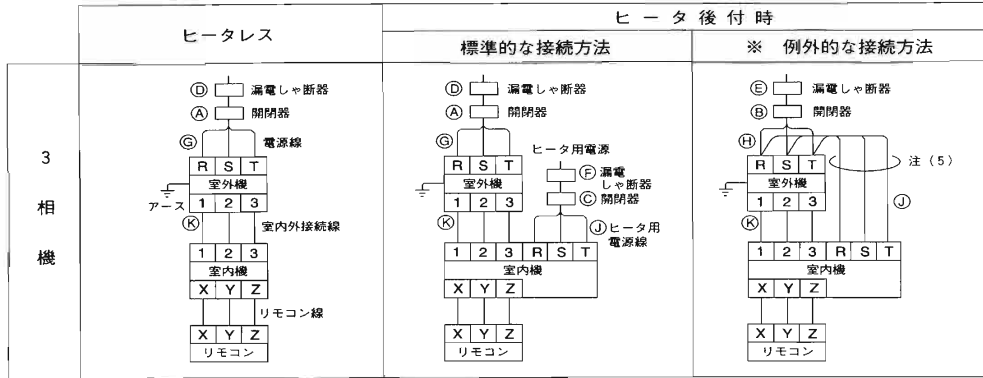 ヒータレス
ヒータ後付時
標準的な接続方法
※ 例外的な接続方法
3相機
Ⓓ 漏電しゃ断器
Ⓐ 開閉器
Ⓖ 電源線
R S T
室外機
アース
1 2 3
Ⓚ 室内外接続線
1 2 3
室内機
X Y Z
リモコン線
X Y Z
リモコン
Ⓓ 漏電しゃ断器
Ⓐ 開閉器
Ⓖ
R S T
室外機
1 2 3
Ⓚ
ヒータ用電源
Ⓕ 漏電
しゃ断器
Ⓒ 開閉器
Ⓙ ヒータ用
電源線
1 2 3 R S T
室内機
X Y Z
X Y Z
リモコン
Ⓔ 漏電しゃ断器
Ⓑ 開閉器
Ⓗ
注（5）
R S T
室外機
1 2 3
Ⓙ
Ⓚ
1 2 3 R S T
室内機
X Y Z
X Y Z
リモコン